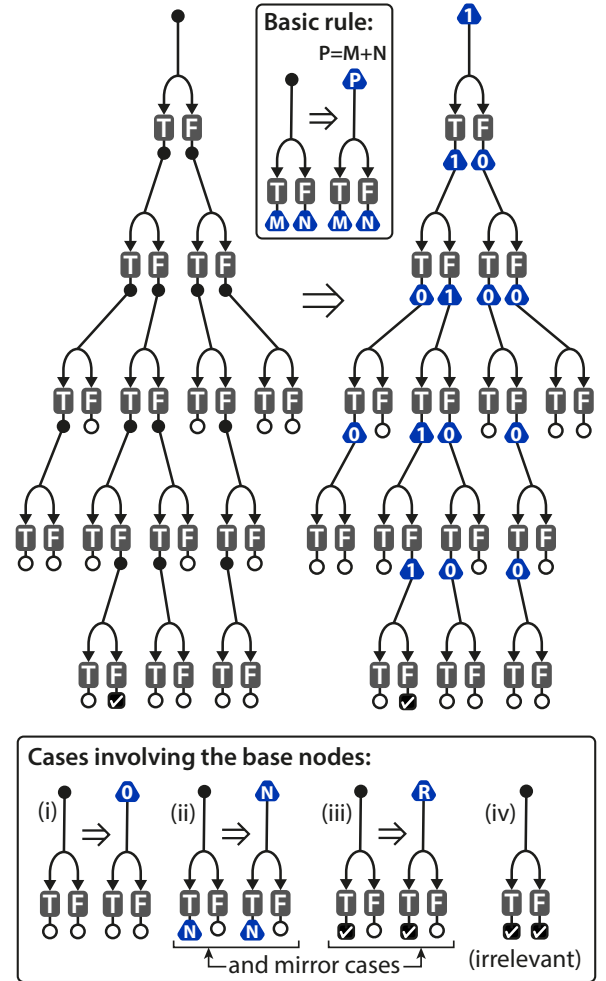 T F
T F T F
T F T F T F T F
T F T F T F T F
T F T F T F
Basic rule:
P=M+N
P
T F T F
M N M N
1
T F
1 0
T F T F
0 1 0 0
T F T F T F T F
0 1 0 0
T F T F T F T F
1 0 0
T F T F T F
Cases involving the base nodes:
0 N R
(i) (ii) (iii) (iv)
T F T F T F T F T F T F T F
N N
and mirror cases
(irrelevant)